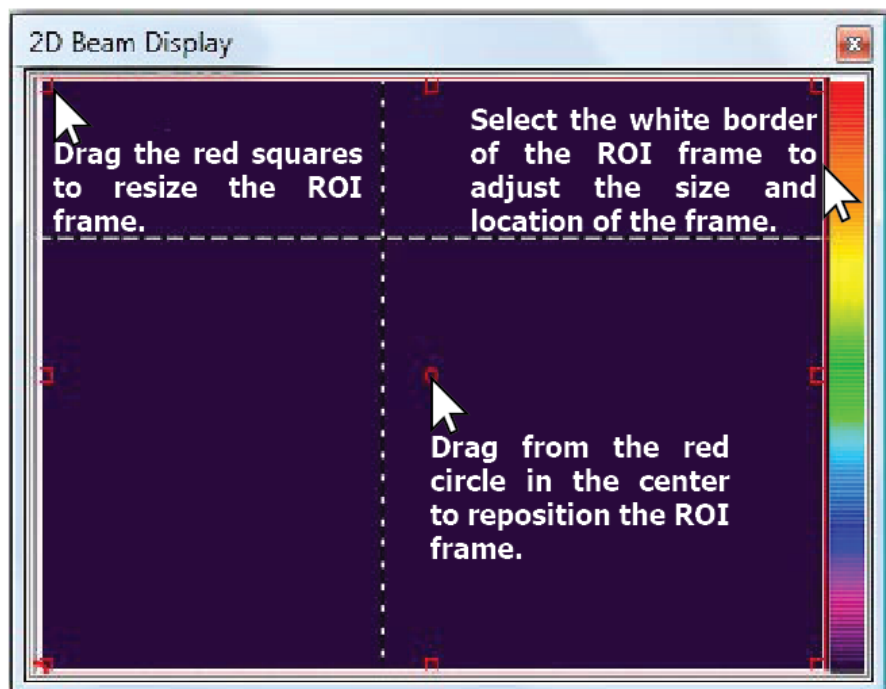 2D Beam Display
Drag the red squares
to resize the ROI
frame.
Select the white border
of the ROI frame to
adjust the size and
location of the frame.
Drag from the red
circle in the center
to reposition the ROI
frame.